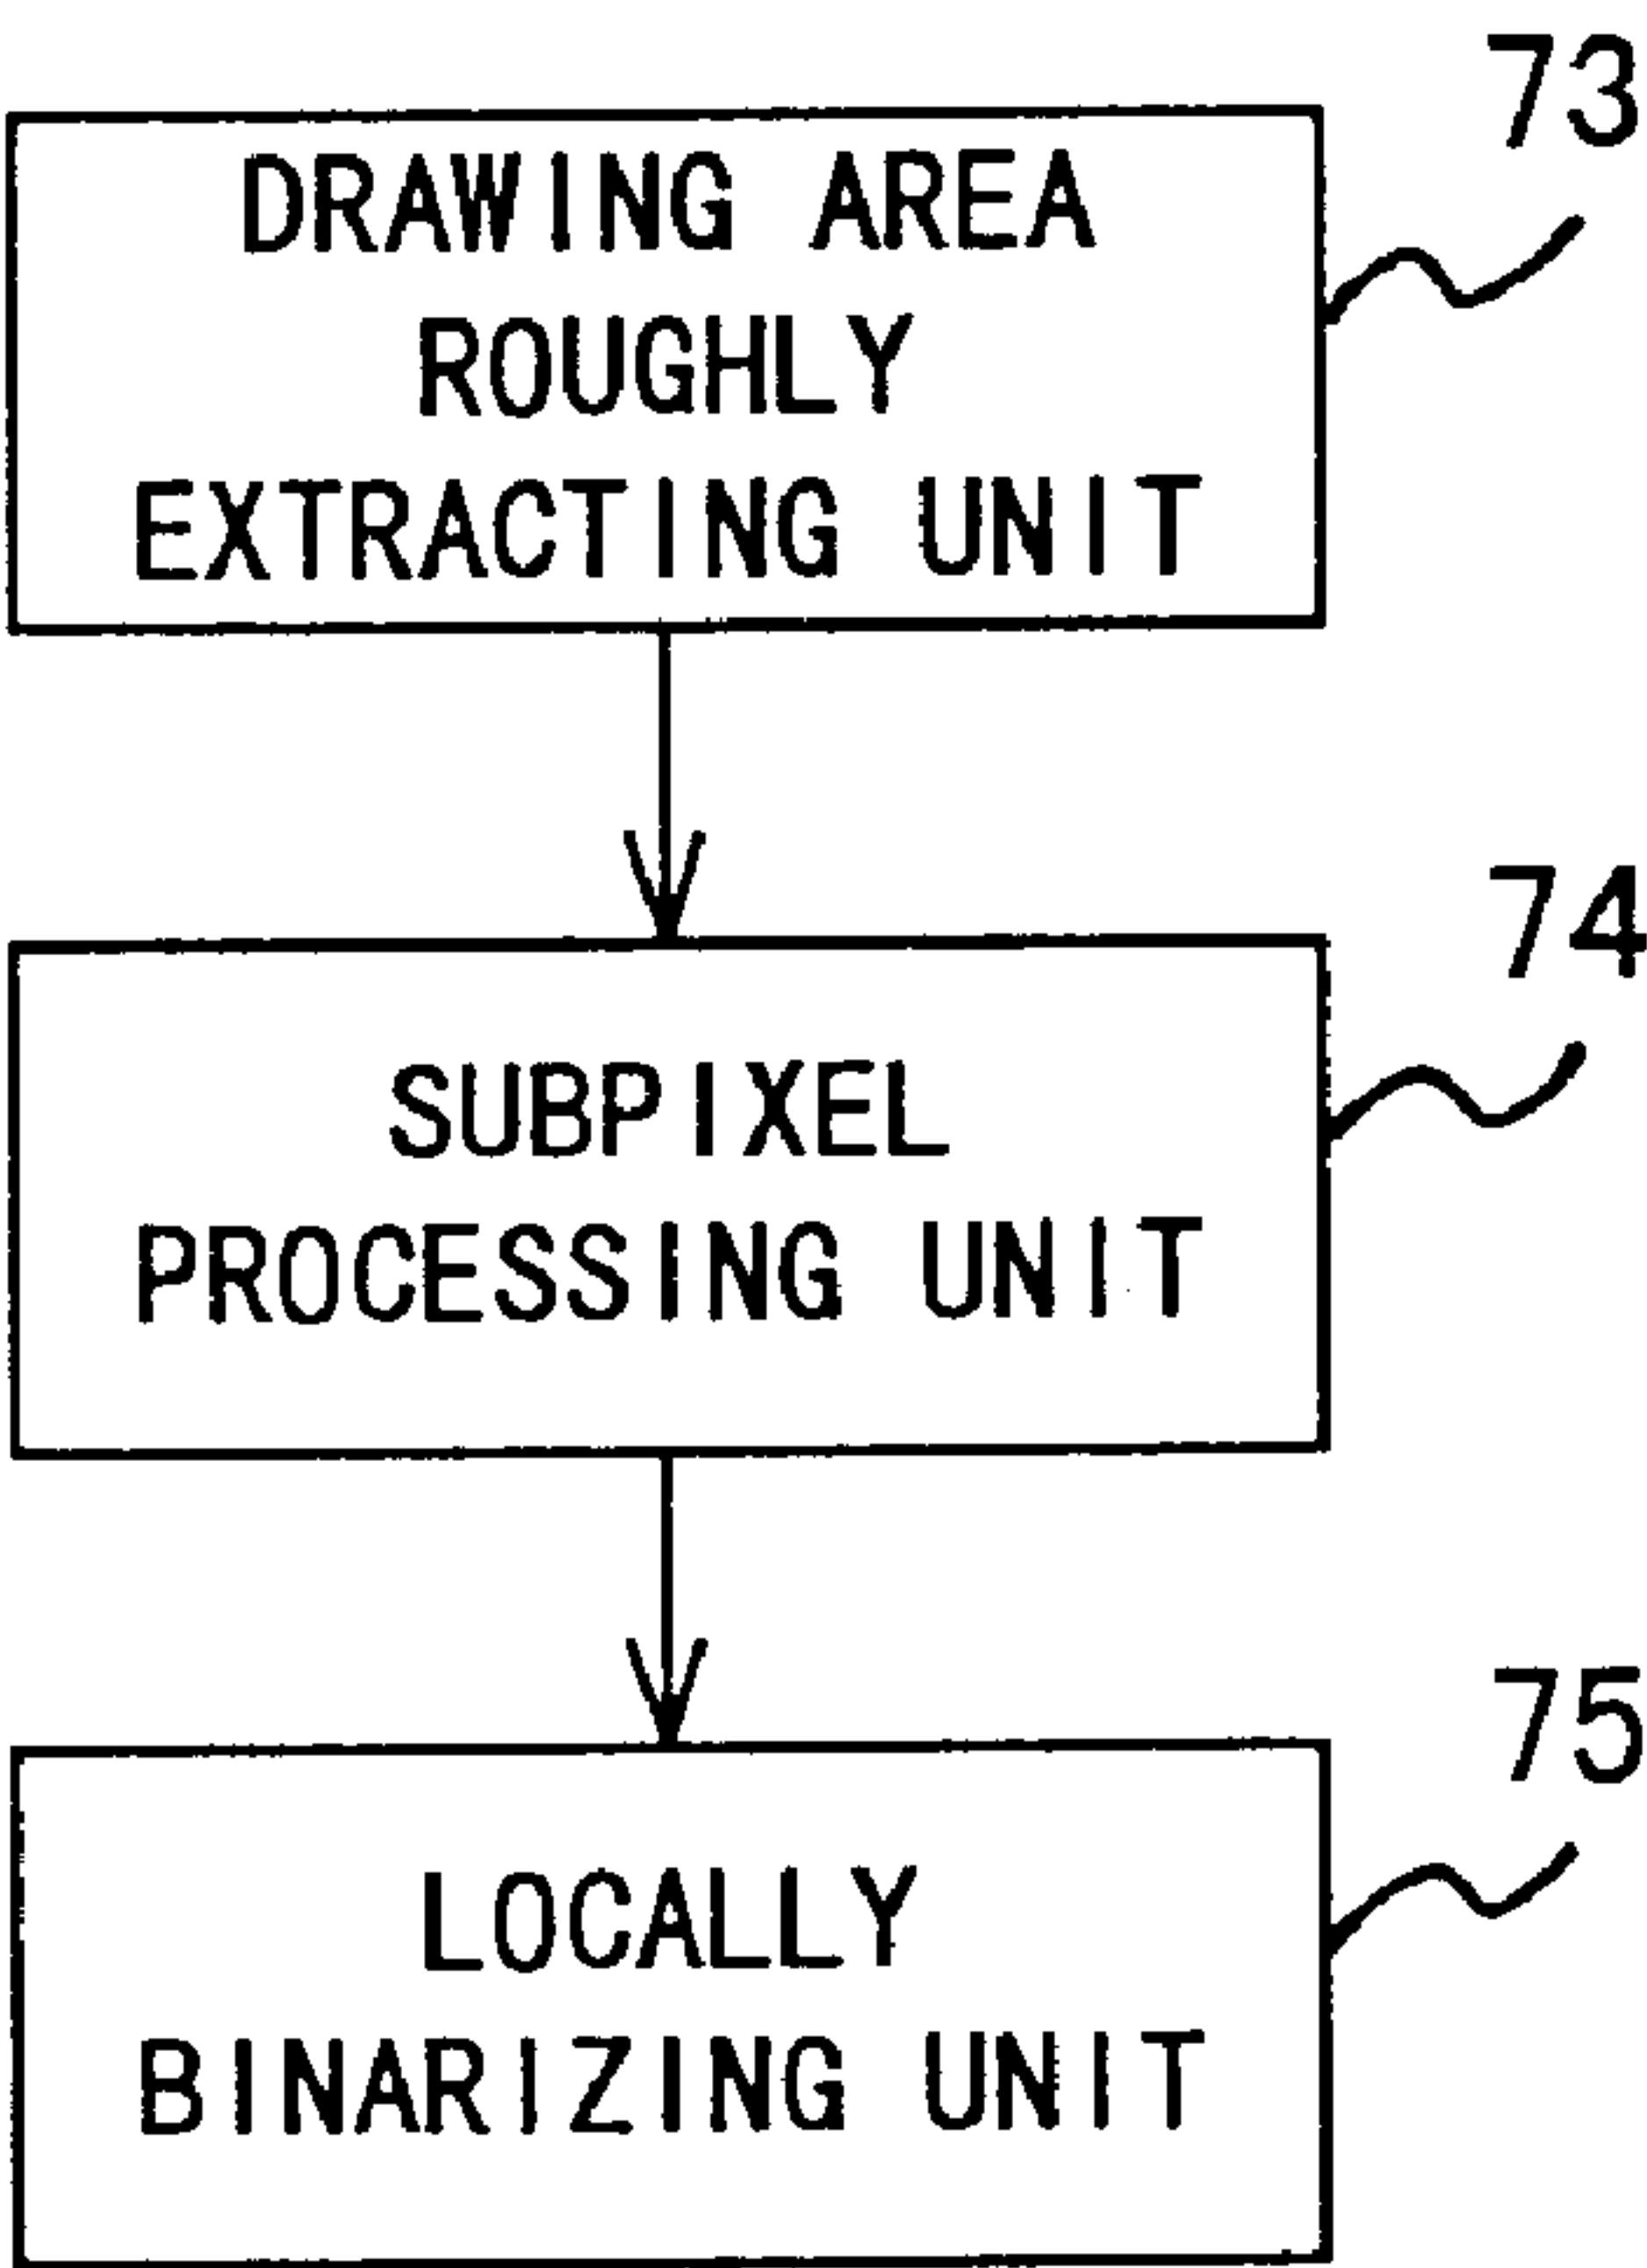 73
DRAWING AREA
ROUGHLY
EXTRACTING UNIT
74
SUBPIXEL
PROCESSING UNIT
75
LOCALLY
BINARIZING UNIT